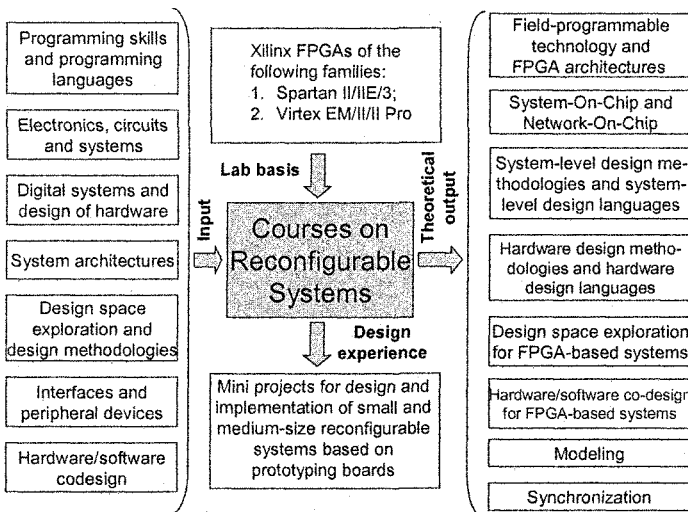 Programming skills
and programming
languages
Electronics, circuits
and systems
Digital systems and
design of hardware
System architectures
Design space
exploration and
design methodologies
Interfaces and
peripheral devices
Hardware/software
codesign
Input
Xilinx FPGAs of the
following families:
1. Spartan II/IIE/3;
2. Virtex EM/II/II Pro
Lab basis
Courses on
Reconfigurable
Systems
Design
experience
Mini projects for design and
implementation of small and
medium-size reconfigurable
systems based on
prototyping boards
Theoretical
output
Field-programmable
technology and
FPGA architectures
System-On-Chip and
Network-On-Chip
System-level design me-
thodologies and system-
level design languages
Hardware design metho-
dologies and hardware
design languages
Design space exploration
for FPGA-based systems
Hardware/software co-design
for FPGA-based systems
Modeling
Synchronization